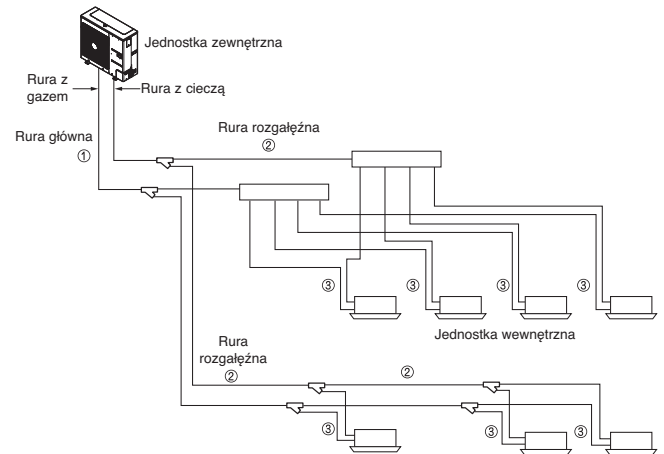 Jednostka zewnętrzna
Rura z
gazem
Rura z cieczą
Rura główna
①
Rura rozgałęźna
②
③
③
③
③
Jednostka wewnętrzna
Rura
rozgałęźna
②
②
③
③
③